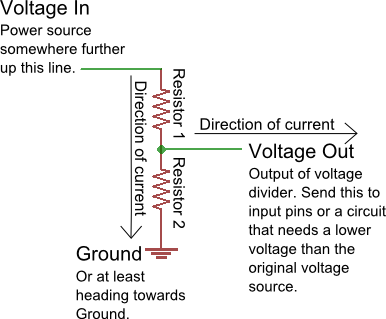 Voltage In
Power source
somewhere further
up this line.
Resistor 1
Direction of current
Direction of current
Resistor 2
Voltage Out
Output of voltage
divider. Send this to
input pins or a circuit
that needs a lower
voltage than the
original voltage
source.
Ground
Or at least
heading towards
Ground.